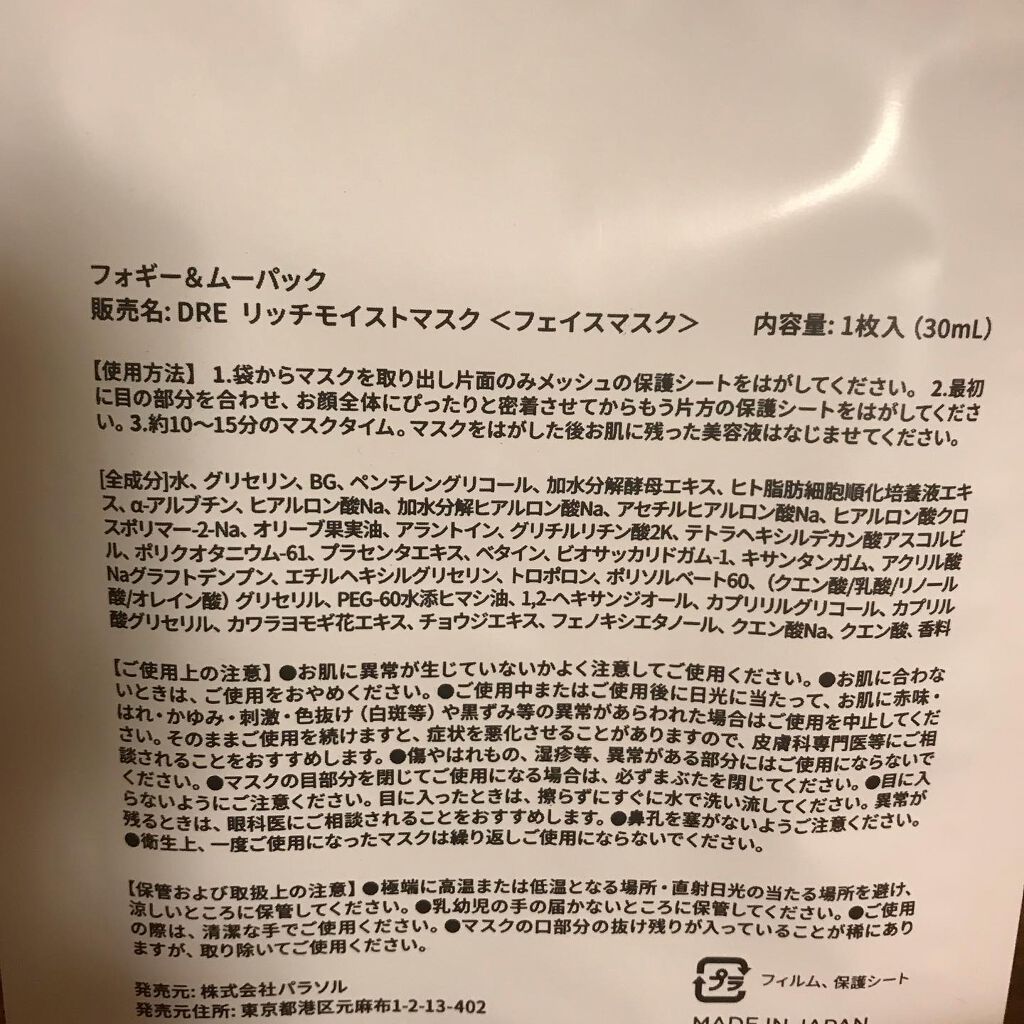 フォギー&ムーパック
販売名: DRE リッチモイストマスク <フェイスマスク> 内容量: 1枚入 (30mL)
【使用方法】 1.袋からマスクを取り出し片面のみメッシュの保護シートをはがしてください。 2.最初
に目の部分を合わせ、お顔全体にぴったりと密着させてからもう片方の保護シートをはがしてくださ
い。3.約10〜15分のマスクタイム。マスクをはがした後お肌に残った美容液はなじませてください。
[全成分]水、グリセリン、BG、ペンチレングリコール、加水分解酵母エキス、ヒト脂肪細胞順化培養液エキ
ス、α-アルブチン、ヒアルロン酸Na、加水分解ヒアルロン酸Na、アセチルヒアルロン酸Na、ヒアルロン酸クロ
スポリマー-2-Na、オリーブ果実油、アラントイン、グリチルリチン酸2K、テトラヘキシルデカン酸アスコルビ
ル、ポリクオタニウム-61、プラセンタエキス、ベタイン、ビオサッカリドガム-1、キサンタンガム、アクリル酸
Naグラフトデンプン、エチルヘキシルグリセリン、トロポロン、ポリソルベート60、(クエン酸/乳酸/リノール
酸/オレイン酸)グリセリル、PEG-60水添ヒマシ油、1,2-ヘキサンジオール、カプリリルグリコール、カプリル
酸グリセリル、カワラヨモギ花エキス、チョウジエキス、フェノキシエタノール、クエン酸Na、クエン酸、香料
【ご使用上の注意】●お肌に異常が生じていないかよく注意してご使用ください。●お肌に合わな
いときは、ご使用をおやめください。●ご使用中またはご使用後に日光に当たって、お肌に赤味・
はれ・かゆみ・刺激・色抜け(白斑等)や黒ずみ等の異常があらわれた場合はご使用を中止してくだ
さい。そのままご使用を続けますと、症状を悪化させることがありますので、皮膚科専門医等にご相
談されることをおすすめします。●傷やはれもの、湿疹等、異常がある部分にはご使用にならないで
ください。●マスクの目部分を閉じてご使用になる場合は、必ずまぶたを閉じてください。●目に入
らないようにご注意ください。目に入ったときは、擦らずにすぐに水で洗い流してください。異常が
残るときは、眼科医にご相談されることをおすすめします。●鼻孔を塞がないようご注意ください。
●衛生上、一度ご使用になったマスクは繰り返しご使用にならないでください。
【保管および取扱上の注意】●極端に高温または低温となる場所・直射日光の当たる場所を避け、
涼しいところに保管してください。●乳幼児の手の届かないところに保管してください。●ご使用
の際は、清潔な手でご使用ください。●マスクの口部分の抜け残りが入っていることが稀にあり
ますが、取り除いてご使用ください。
発売元: 株式会社パラソル
発売元住所: 東京都港区元麻布1-2-13-402
プラ フィルム、保護シート
MADE IN JAPAN